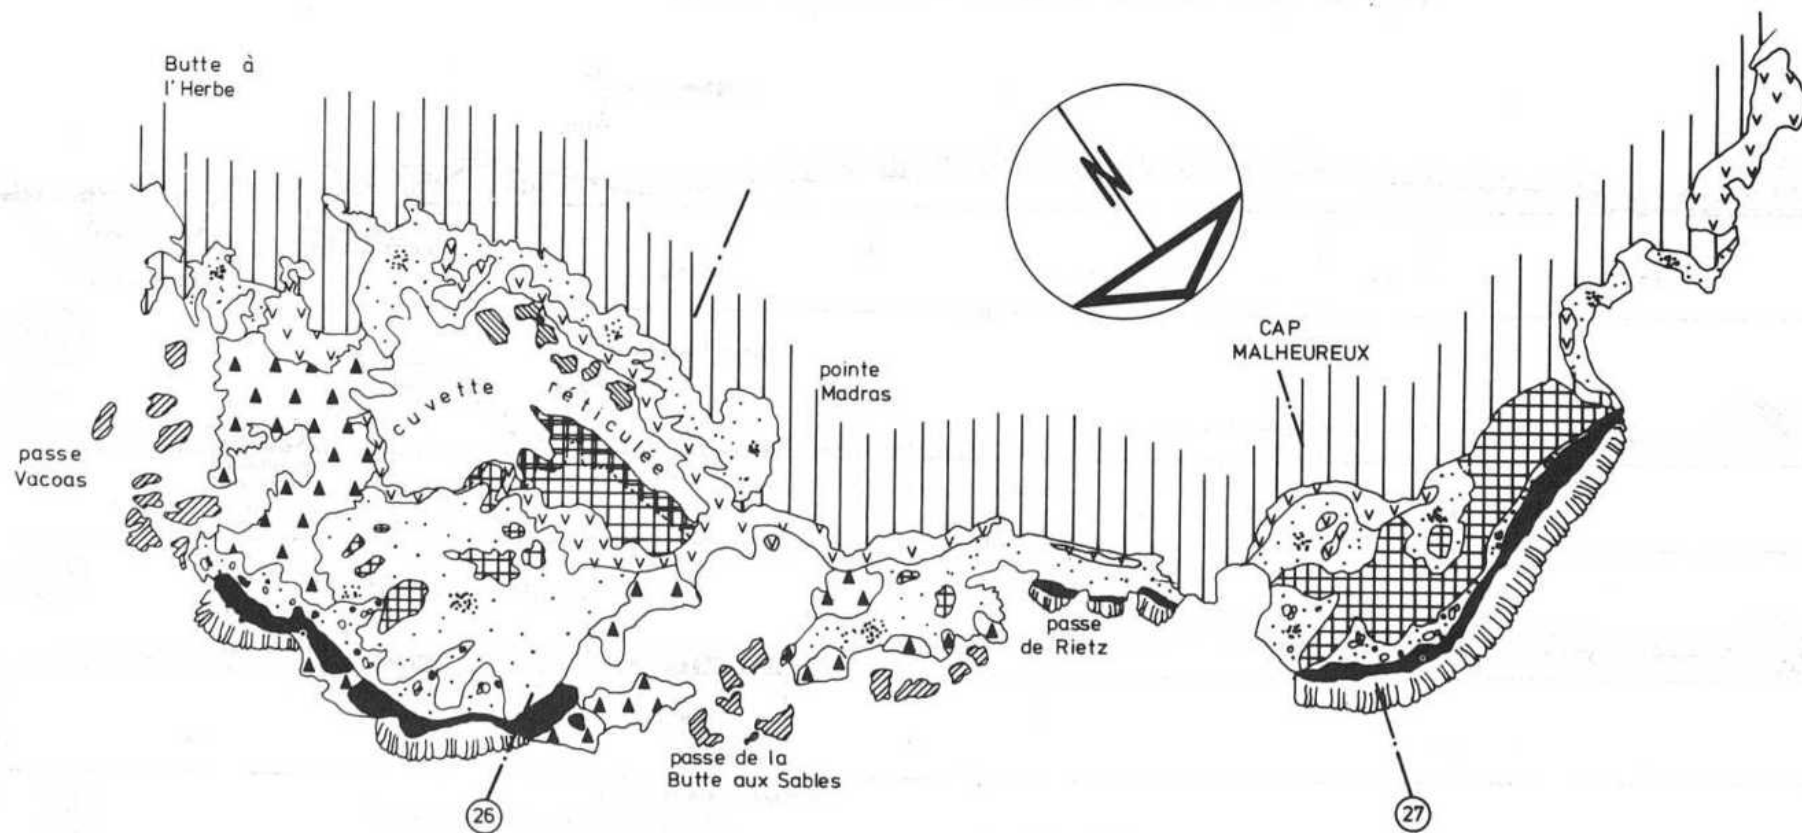 Butte à
l'Herbe
N
CAP
MALHEUREUX
pointe
Madras
cuvette réticulée
passe
Vacoas
passe
de Rietz
passe de la
Butte aux Sables
26
27